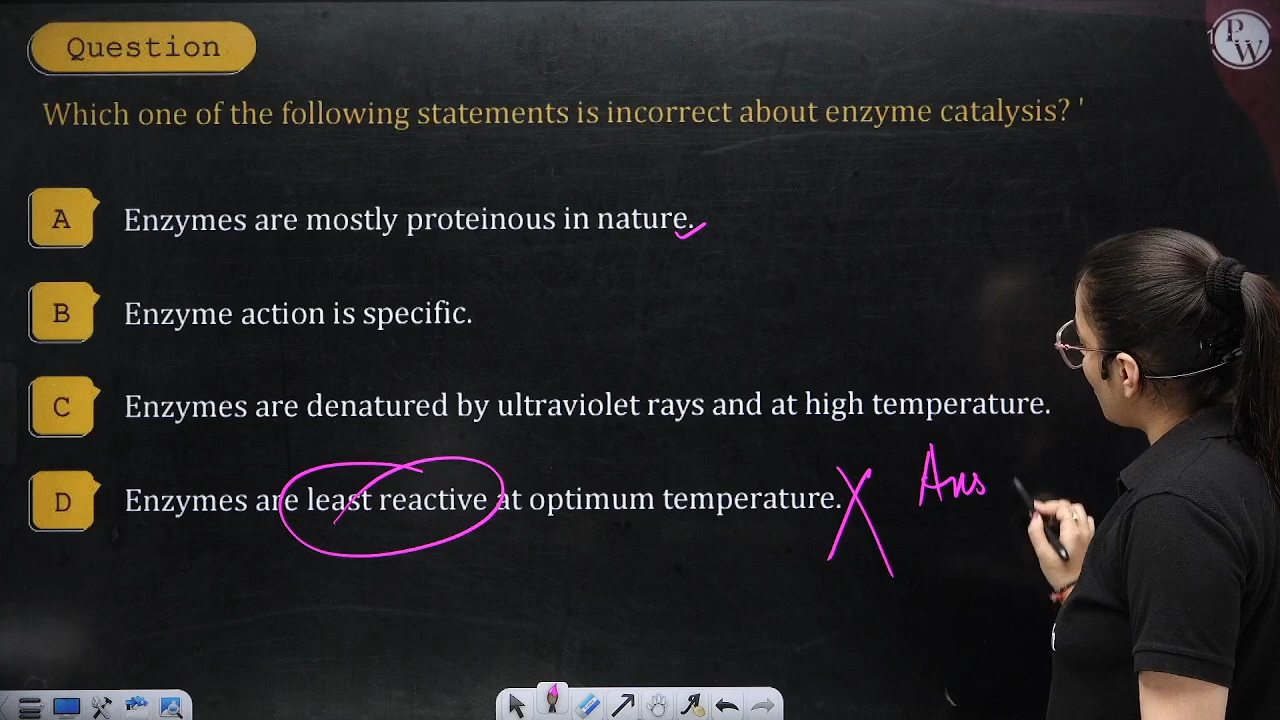 Question
PW
Which one of the following statements is incorrect about enzyme catalysis? '
A Enzymes are mostly proteinous in nature.
B Enzyme action is specific.
C Enzymes are denatured by ultraviolet rays and at high temperature.
D Enzymes are least reactive at optimum temperature. Ans